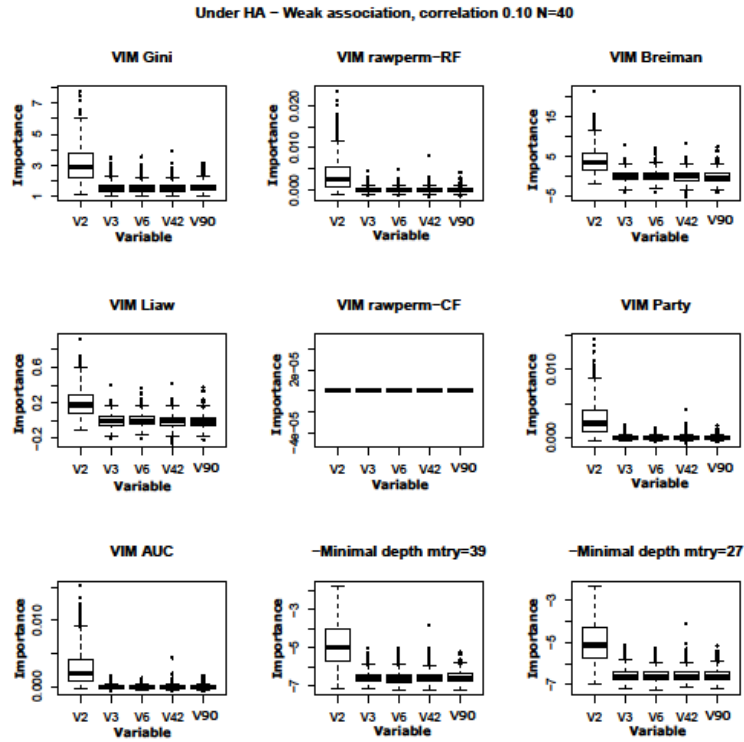 Under HA − Weak association, correlation 0.10 N=40
VIM Gini
VIM rawperm−RF
VIM Breiman
Importance
1 3 5 7
V2 V3 V6 V42 V90
Variable
Importance
0.000 0.020
V2 V3 V6 V42 V90
Variable
Importance
−5 5 15
V2 V3 V6 V42 V90
Variable
VIM Liaw
VIM rawperm−CF
VIM Party
Importance
−0.2 0.2 0.6
V2 V3 V6 V42 V90
Variable
Importance
−4e−05 2e−05
V2 V3 V6 V42 V90
Variable
Importance
0.000 0.010
V2 V3 V6 V42 V90
Variable
VIM AUC
−Minimal depth mtry=39
−Minimal depth mtry=27
Importance
0.000 0.010
V2 V3 V6 V42 V90
Variable
Importance
−7 −5 −3
V2 V3 V6 V42 V90
Variable
Importance
−7 −5 −3
V2 V3 V6 V42 V90
Variable